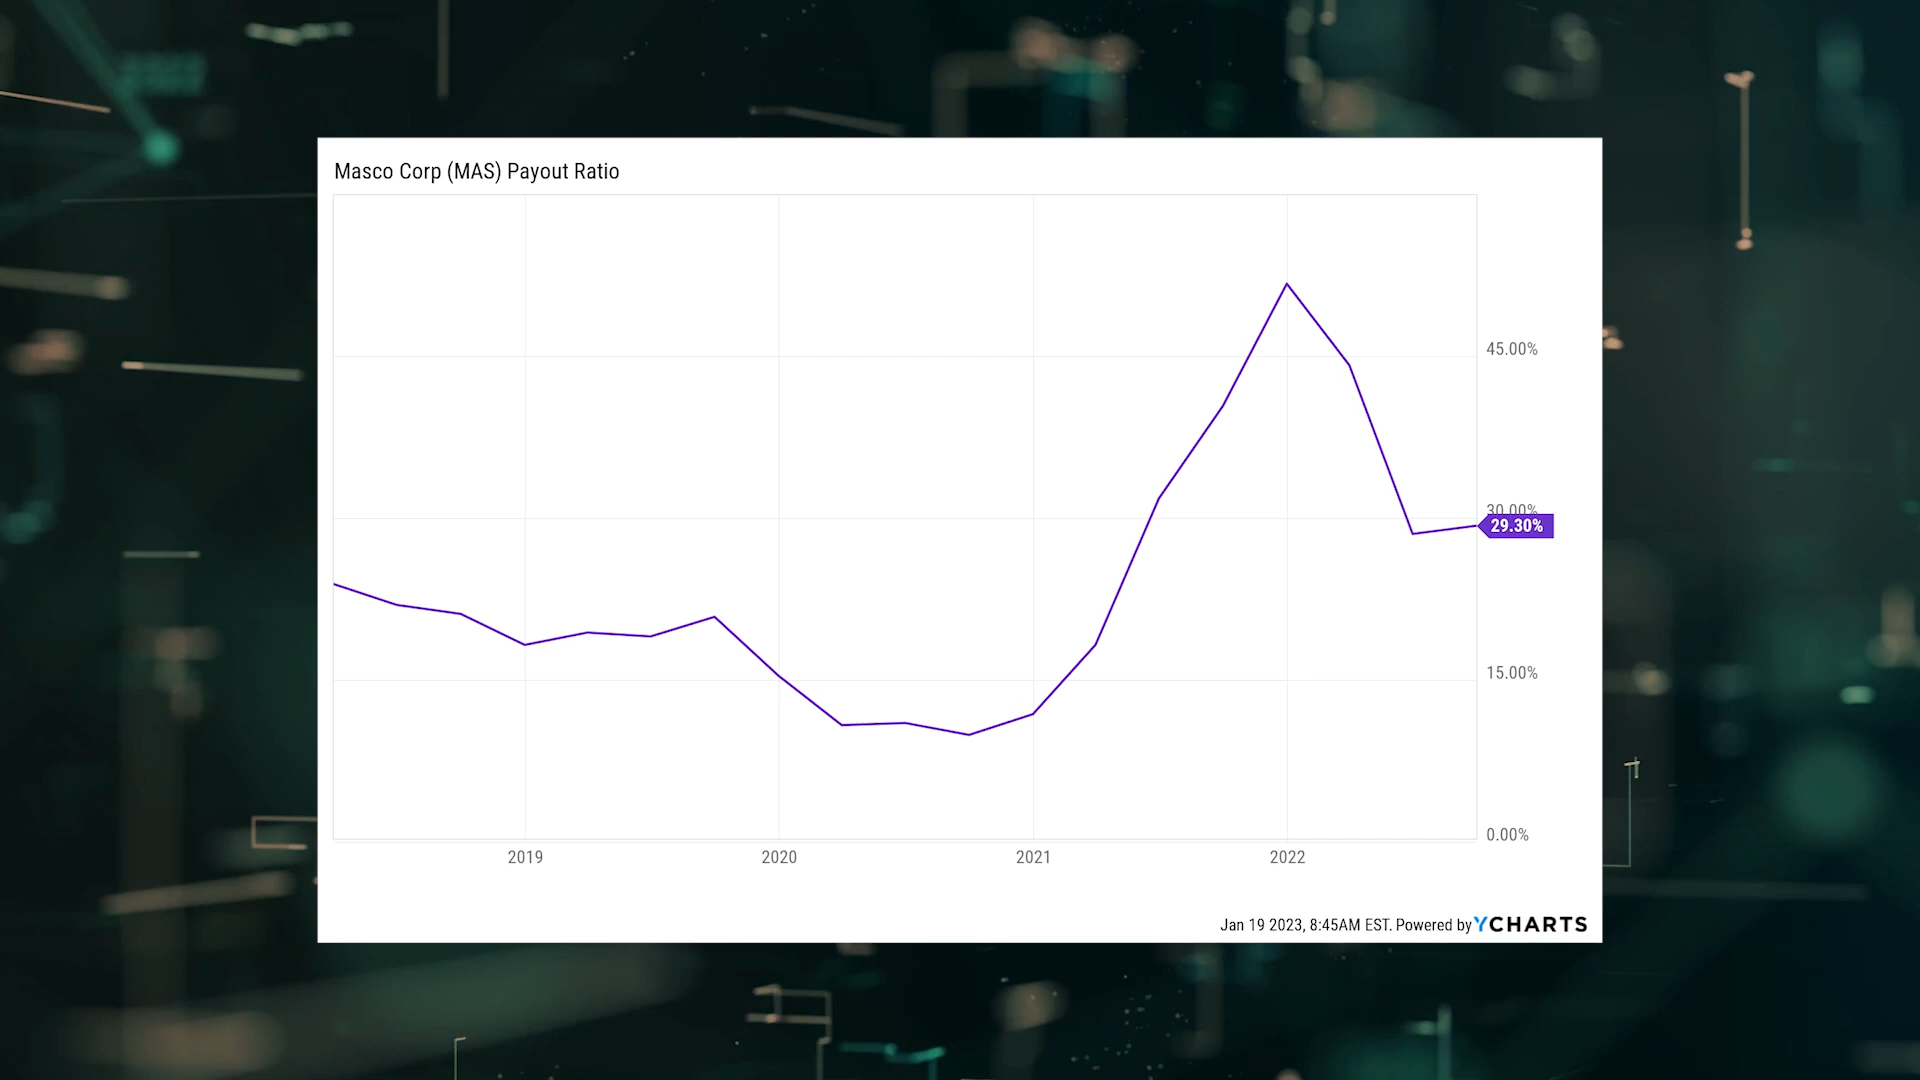 Masco Corp (MAS) Payout Ratio
45.00%
30.00%
29.30%
15.00%
0.00%
2019 2020 2021 2022
Jan 19 2023, 8:45AM EST. Powered by YCHARTS